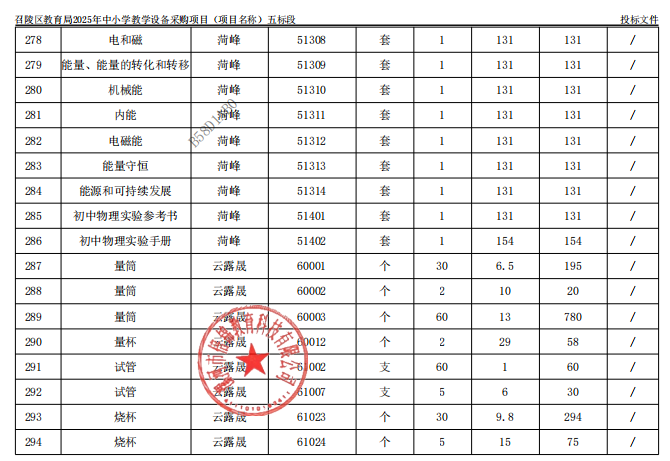 召陵区教育局2025年中小学教学设备采购项目（项目名称）五标段 投标文件
278 电和磁 菏峰 51308 套 1 131 131 /
279 能量、能量的转化和转移 菏峰 51309 套 1 131 131 /
280 机械能 菏峰 51310 套 1 131 131 /
281 内能 菏峰 51311 套 1 131 131 /
282 电磁能 菏峰 51312 套 1 131 131 /
283 能量守恒 菏峰 51313 套 1 131 131 /
284 能源和可持续发展 菏峰 51314 套 1 131 131 /
285 初中物理实验参考书 菏峰 51401 套 1 131 131 /
286 初中物理实验手册 菏峰 51402 套 1 154 154 /
287 量筒 云露晟 60001 个 30 6.5 195 /
288 量筒 云露晟 60002 个 2 10 20 /
289 量筒 云露晟 60003 个 60 13 780 /
290 量杯 云露晟 60012 个 2 29 58 /
291 试管 云露晟 61002 支 60 1 60 /
292 试管 云露晟 61007 支 5 6 30 /
293 烧杯 云露晟 61023 个 30 9.8 294 /
294 烧杯 云露晟 61024 个 5 15 75 /